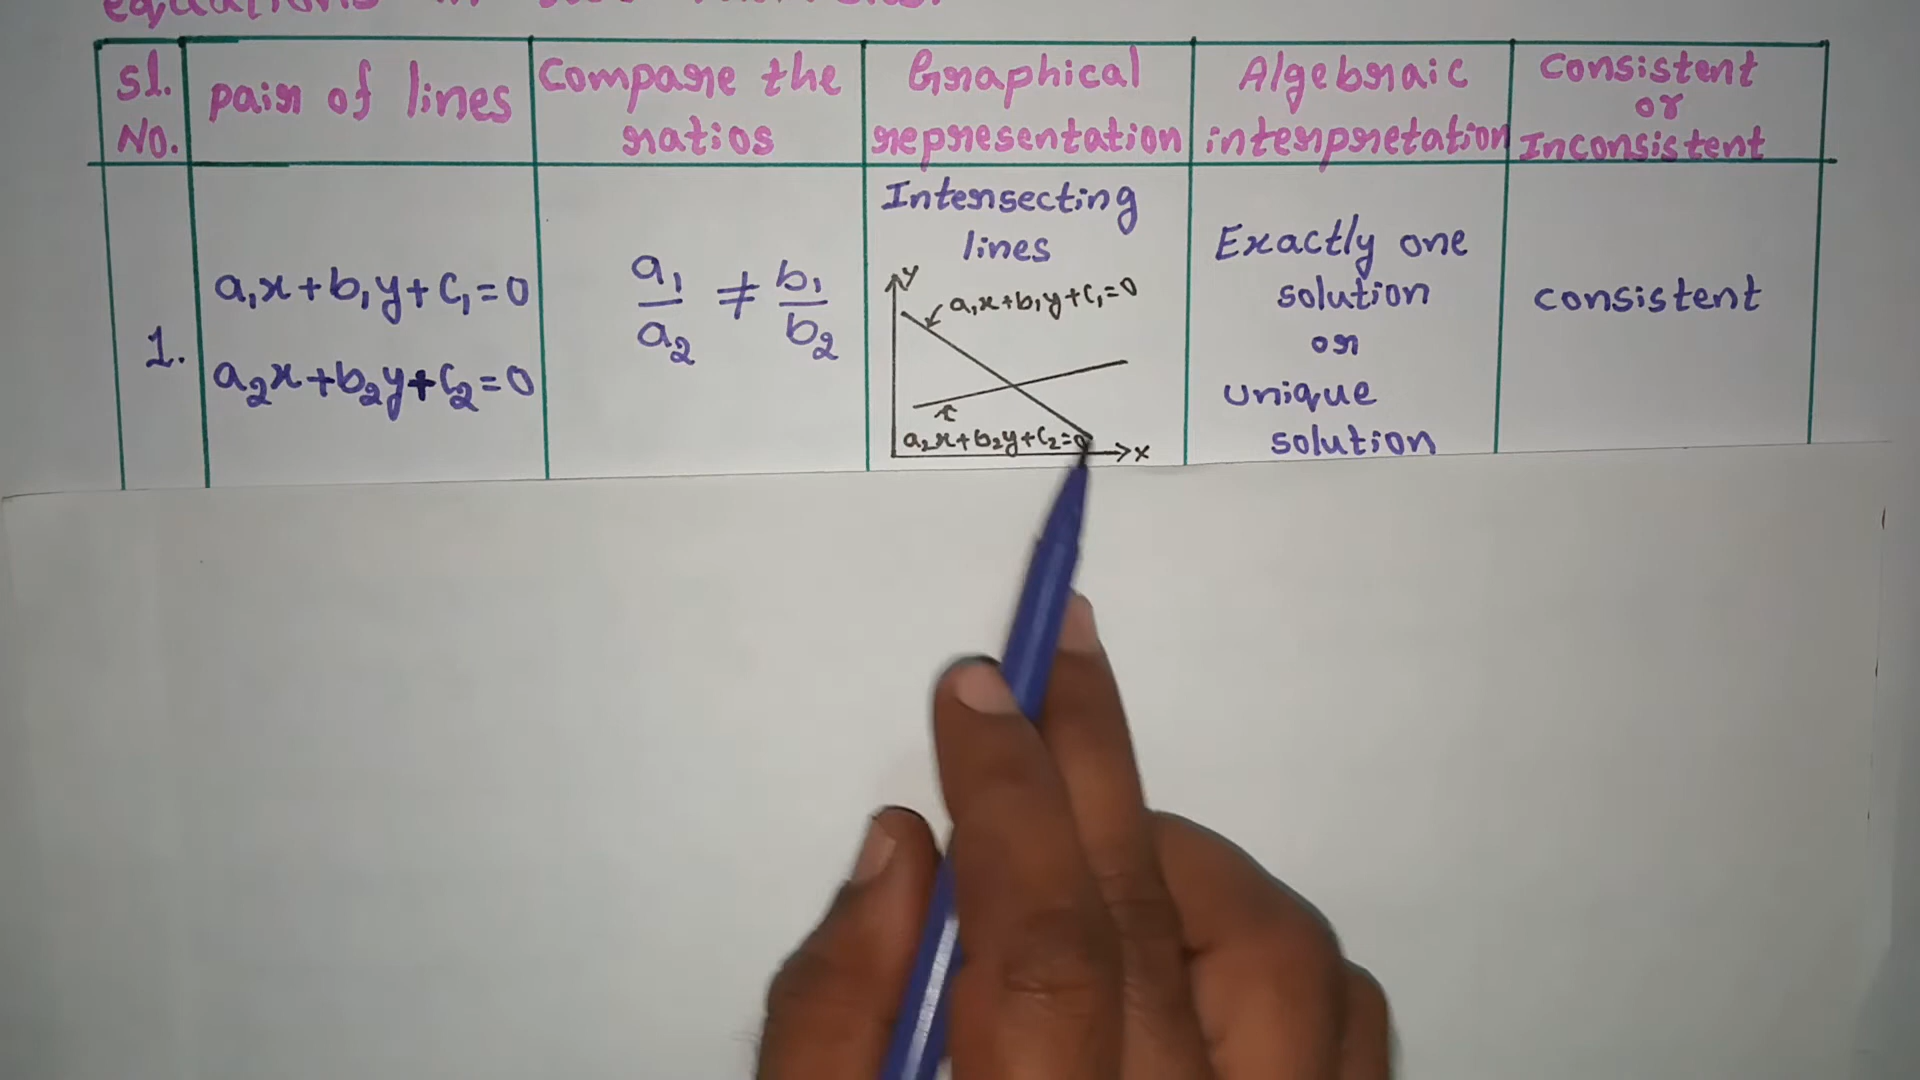 sl. No.
pair of lines
Compare the ratios
Graphical representation
Algebraic interpretation
Consistent or Inconsistent
1.
a₁x+b₁y+c₁=0
a₂x+b₂y+c₂=0
a₁/a₂ ≠ b₁/b₂
Intersecting
lines
y
a₁x+b₁y+c₁=0
a₂x+b₂y+c₂=0
x
Exactly one
solution
or
unique
solution
consistent